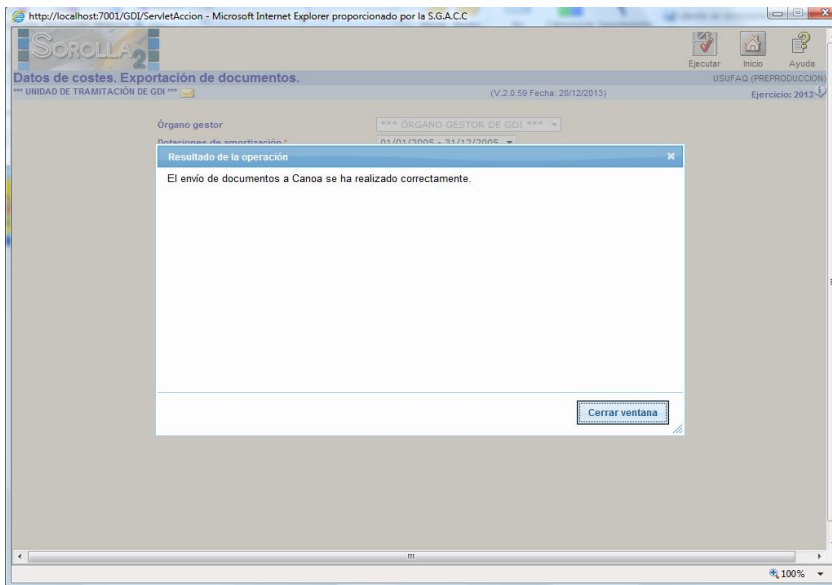 http://localhost:7001/GDI/ServletAccion - Microsoft Internet Explorer proporcionado por la S.G.A.C.C
SOROLLA2
Ejecutar Inicio Ayuda
Datos de costes. Exportación de documentos.
USUFAQ (PREPRODUCCION)
*** UNIDAD DE TRAMITACIÓN DE GDI ***
(V.2.0.59 Fecha: 20/12/2013)
Ejercicio: 2013
Órgano gestor
*** ÓRGANO GESTOR DE GDI ***
Dotaciones de amortización *
01/01/2005 - 31/12/2005
Resultado de la operación
El envío de documentos a Canoa se ha realizado correctamente.
Cerrar ventana
100%